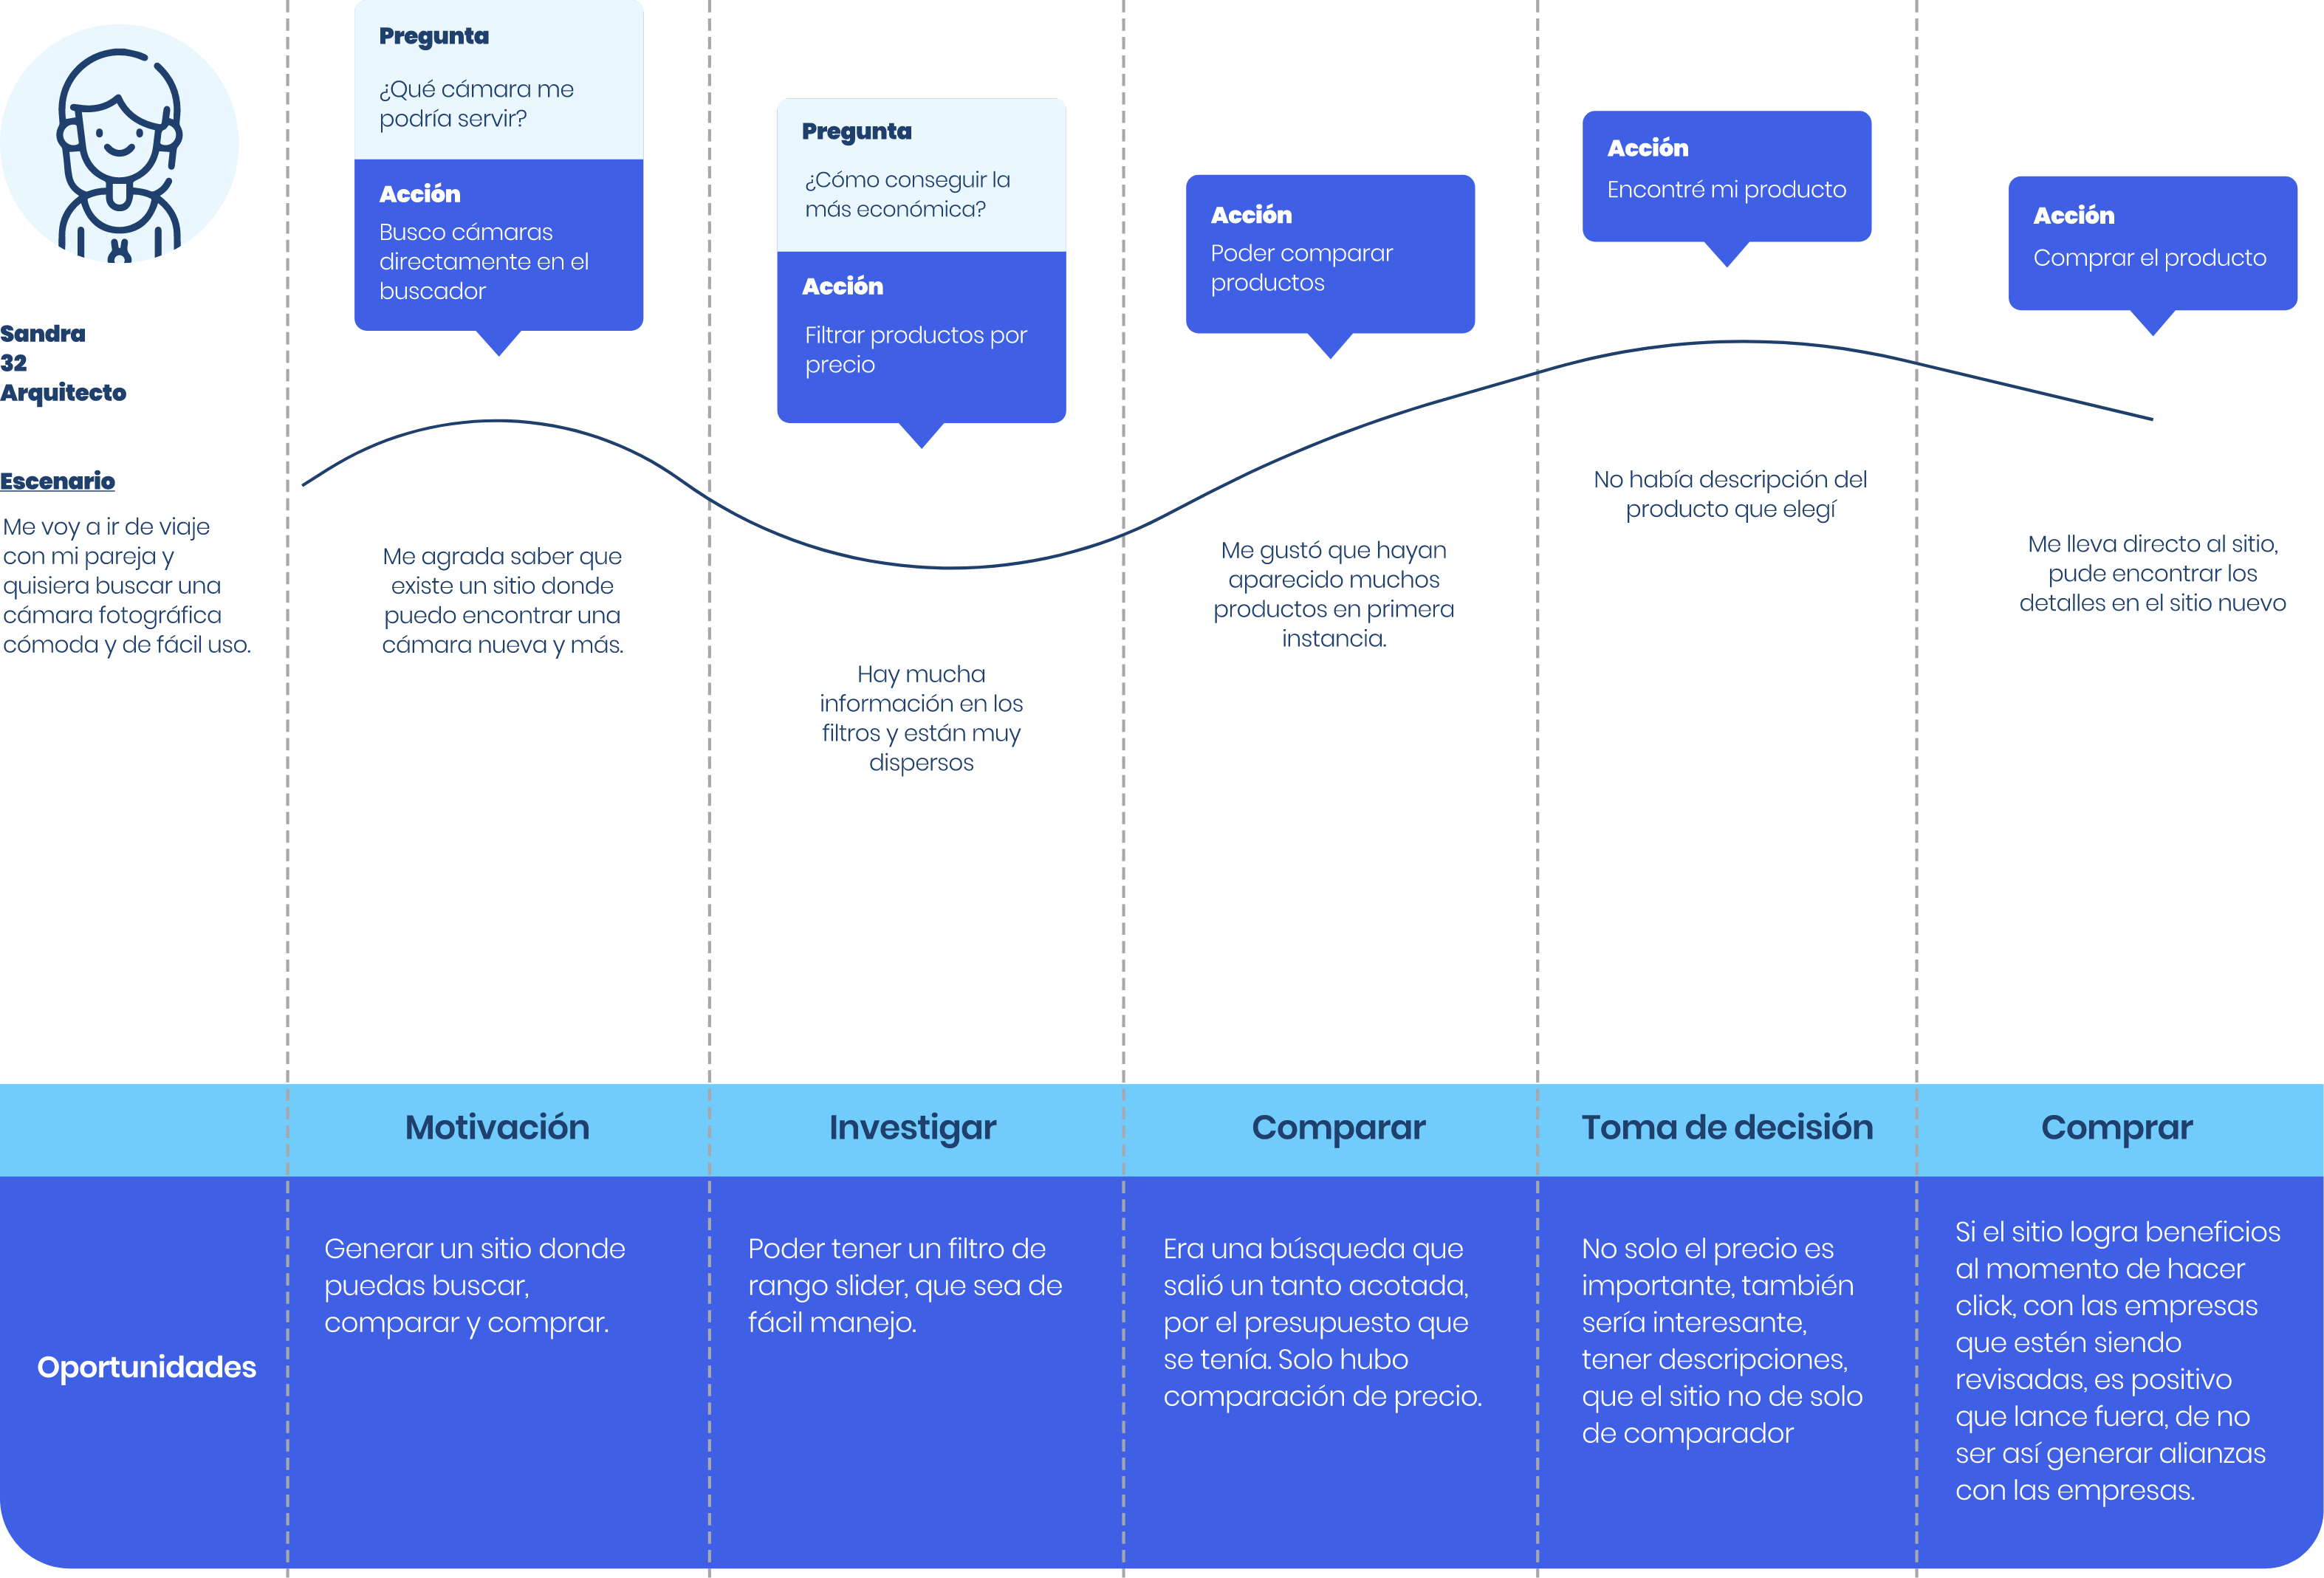 Sandra
32
Arquitecto
Escenario
Me voy a ir de viaje
con mi pareja y
quisiera buscar una
cámara fotográfica
cómoda y de fácil uso.
Pregunta
¿Qué cámara me
podría servir?
Acción
Busco cámaras
directamente en el
buscador
Me agrada saber que
existe un sitio donde
puedo encontrar una
cámara nueva y más.
Pregunta
¿Cómo conseguir la
más económica?
Acción
Filtrar productos por
precio
Hay mucha
información en los
filtros y están muy
dispersos
Acción
Poder comparar
productos
Me gustó que hayan
aparecido muchos
productos en primera
instancia.
Acción
Encontré mi producto
No había descripción del
producto que elegí
Acción
Comprar el producto
Me lleva directo al sitio,
pude encontrar los
detalles en el sitio nuevo
Motivación
Investigar
Comparar
Toma de decisión
Comprar
Oportunidades
Generar un sitio donde
puedas buscar,
comparar y comprar.
Poder tener un filtro de
rango slider, que sea de
fácil manejo.
Era una búsqueda que
salió un tanto acotada,
por el presupuesto que
se tenía. Solo hubo
comparación de precio.
No solo el precio es
importante, también
sería interesante,
tener descripciones,
que el sitio no de solo
de comparador
Si el sitio logra beneficios
al momento de hacer
click, con las empresas
que estén siendo
revisadas, es positivo
que lance fuera, de no
ser así generar alianzas
con las empresas.